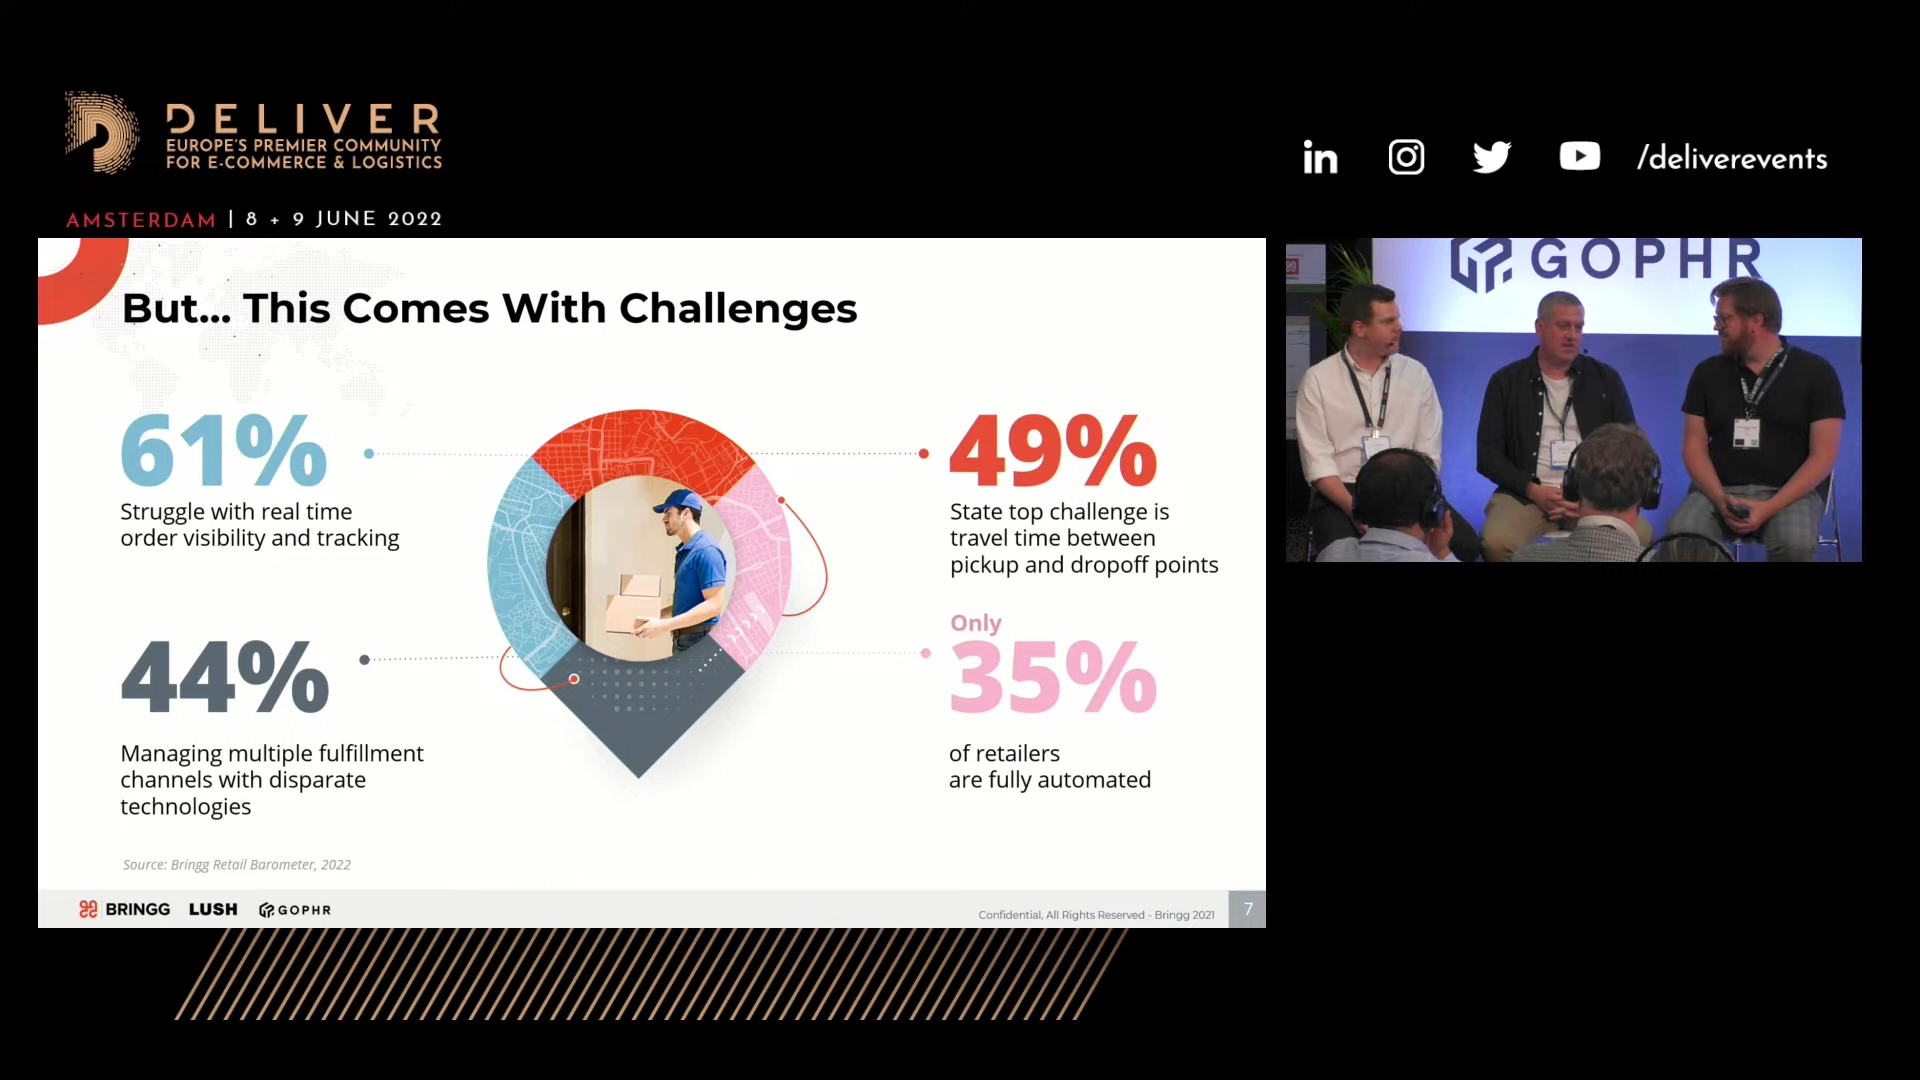 DELIVER
EUROPE'S PREMIER COMMUNITY
FOR E-COMMERCE & LOGISTICS
AMSTERDAM | 8 + 9 JUNE 2022
/deliverevents
But... This Comes With Challenges
61%
Struggle with real time
order visibility and tracking
44%
Managing multiple fulfillment
channels with disparate
technologies
49%
State top challenge is
travel time between
pickup and dropoff points
Only
35%
of retailers
are fully automated
Source: Bringg Retail Barometer, 2022
BRINGG LUSH GOPHR
Confidential, All Rights Reserved - Bringg 2021
7
GOPHR